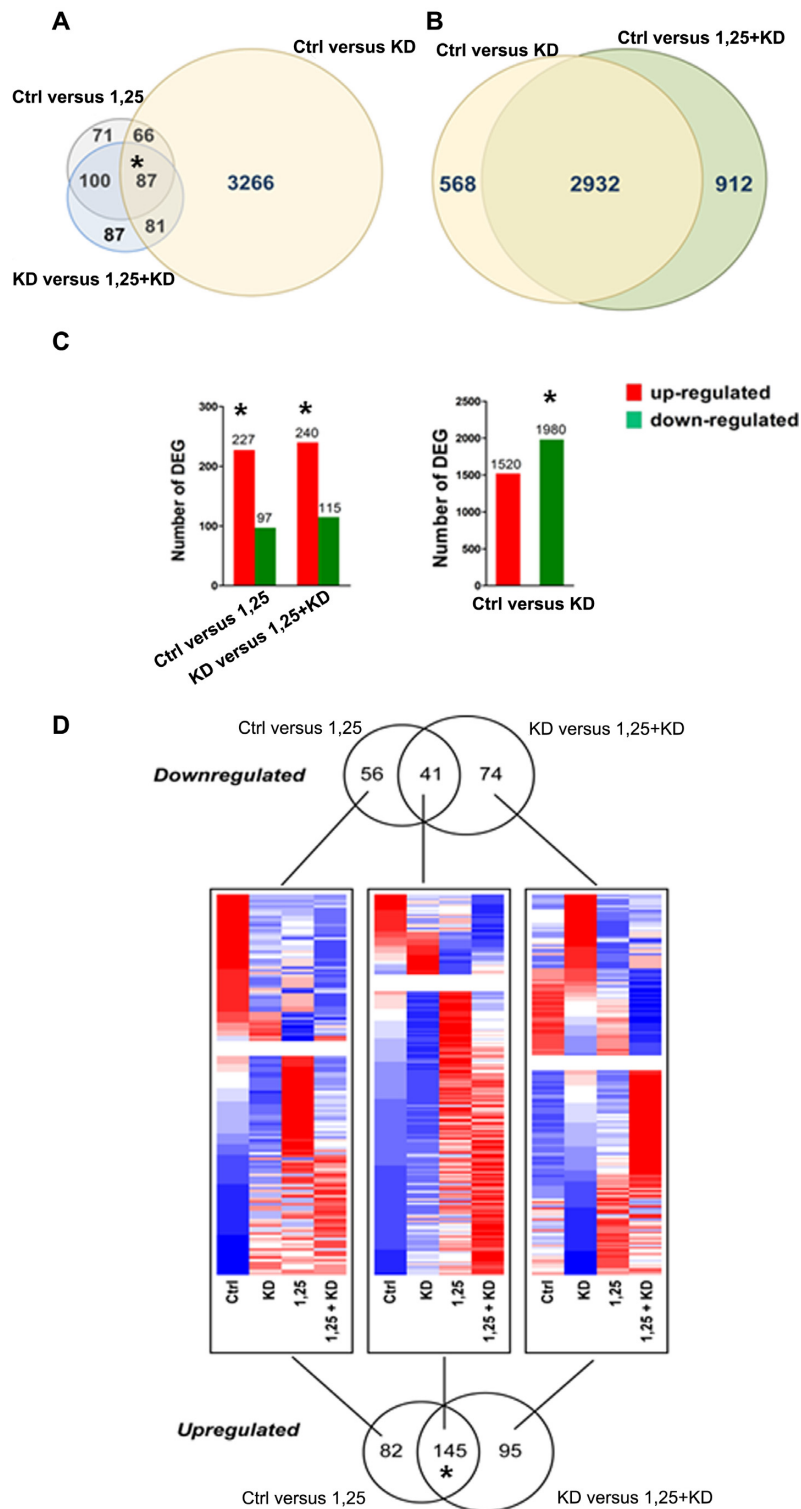 A
Ctrl versus KD
Ctrl versus 1,25
71 66
*
100 87
3266
87 81
KD versus 1,25+KD
B
Ctrl versus KD
Ctrl versus 1,25+KD
568 2932 912
C
up-regulated
down-regulated
Number of DEG
300
200
100
0
*
227
97
*
240
115
Ctrl versus 1,25
KD versus 1,25+KD
Number of DEG
2500
2000
1500
1000
500
0
1520
*
1980
Ctrl versus KD
D
Ctrl versus 1,25
KD versus 1,25+KD
Downregulated
56 41 74
Ctrl
KD
1,25
1,25 + KD
Ctrl
KD
1,25
1,25 + KD
Ctrl
KD
1,25
1,25 + KD
Upregulated
82 145 95
*
Ctrl versus 1,25
KD versus 1,25+KD